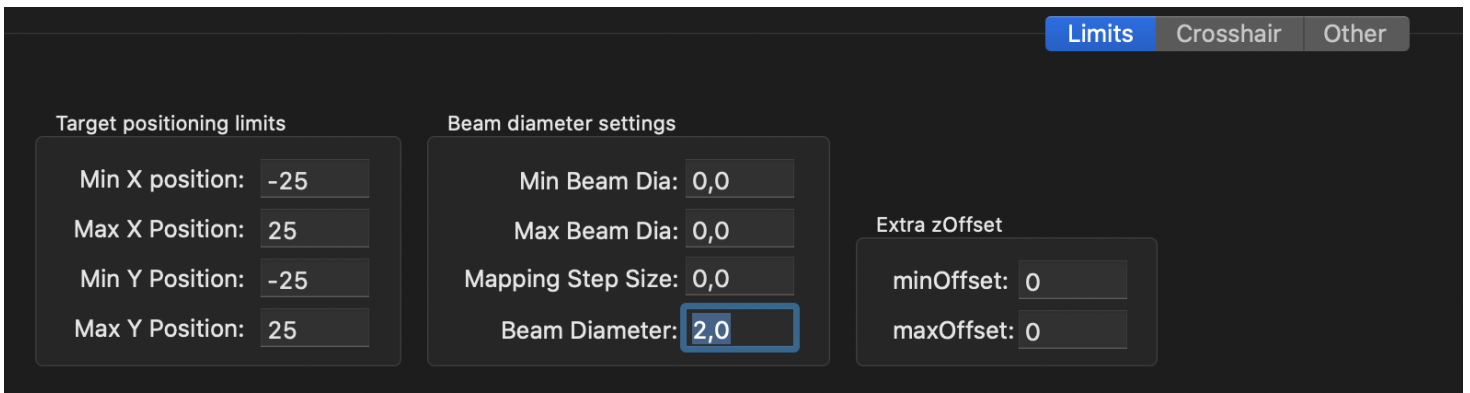 Limits Crosshair Other
Target positioning limits
Min X position: -25
Max X Position: 25
Min Y Position: -25
Max Y Position: 25
Beam diameter settings
Min Beam Dia: 0,0
Max Beam Dia: 0,0
Mapping Step Size: 0,0
Beam Diameter: 2,0
Extra zOffset
minOffset: 0
maxOffset: 0